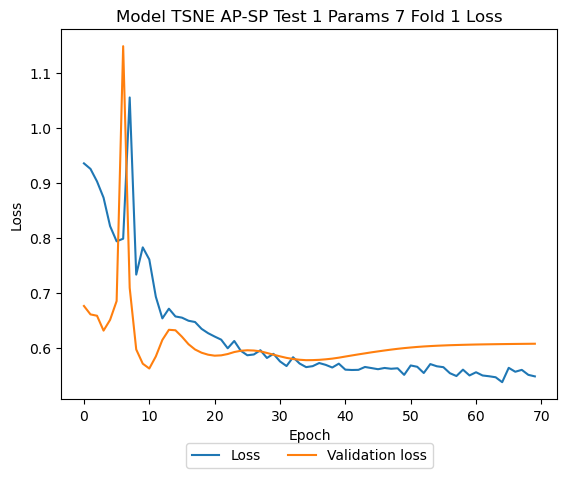 Model TSNE AP-SP Test 1 Params 7 Fold 1 Loss
1.1
1.0
0.9
0.8
0.7
0.6
Loss
0 10 20 30 40 50 60 70
Epoch
Loss Validation loss